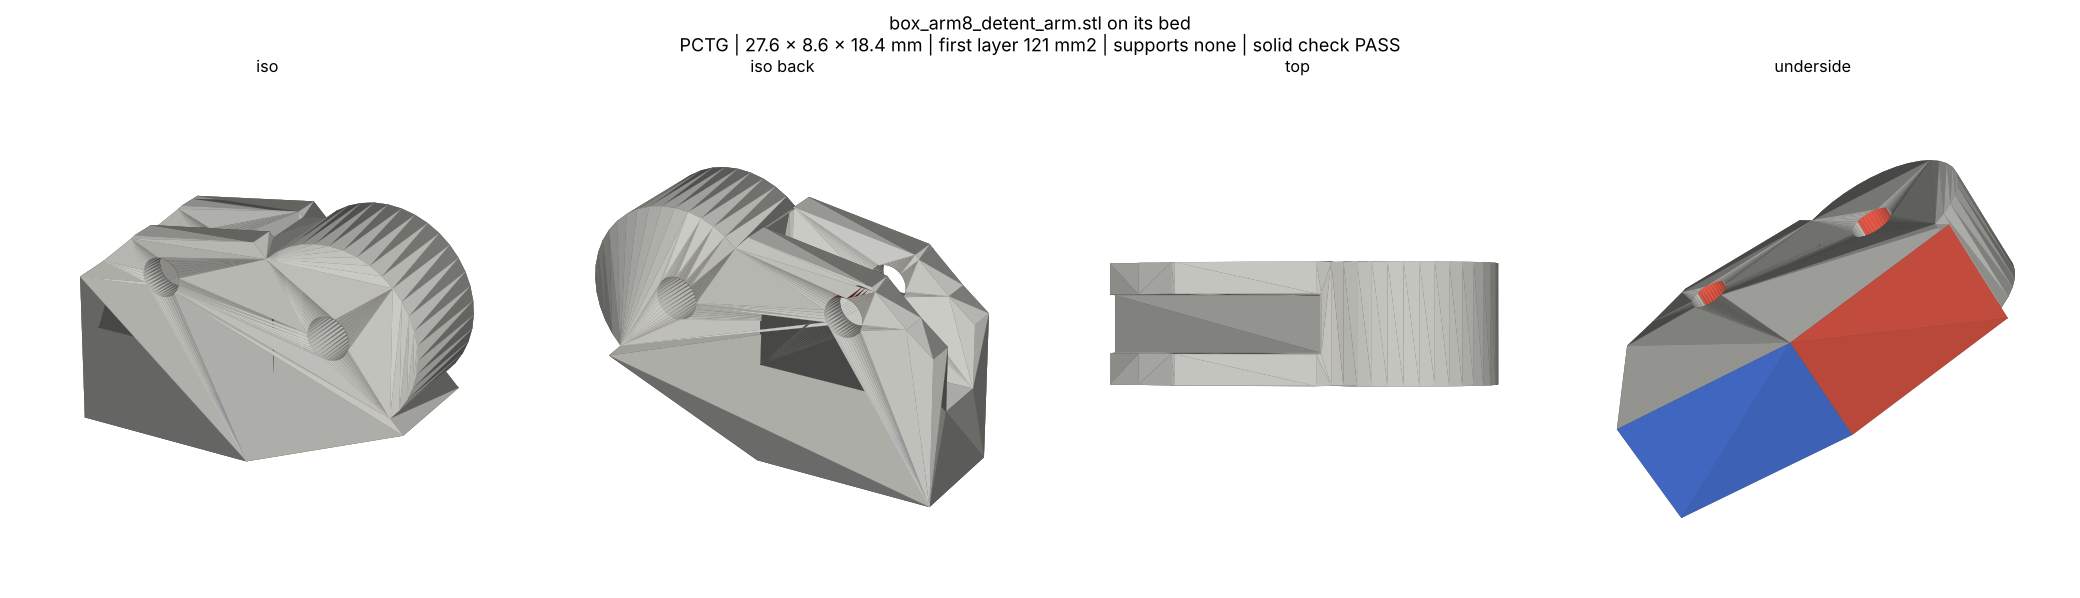 box_arm8_detent_arm.stl on its bed
PCTG | 27.6 × 8.6 × 18.4 mm | first layer 121 mm2 | supports none | solid check PASS
iso
iso back
top
underside